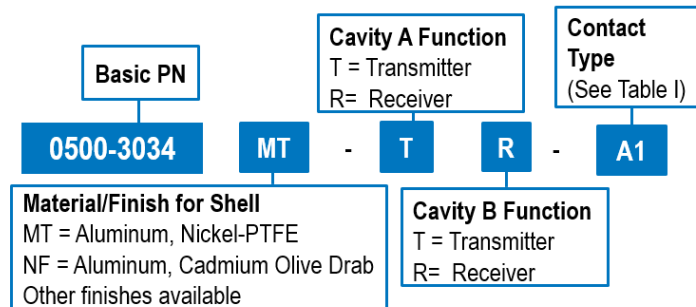 Basic PN
Cavity A Function
T = Transmitter
R= Receiver
Contact
Type
(See Table I)
0500-3034 MT - T R - A1
Material/Finish for Shell
MT = Aluminum, Nickel-PTFE
NF = Aluminum, Cadmium Olive Drab
Other finishes available
Cavity B Function
T = Transmitter
R= Receiver